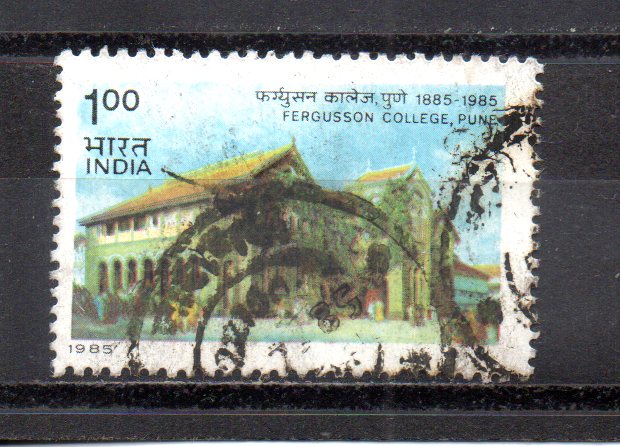 1.00
फर्ग्युसन कालेज, पुणे 1885-1985
FERGUSSON COLLEGE, PUNE
भारत
INDIA
1985